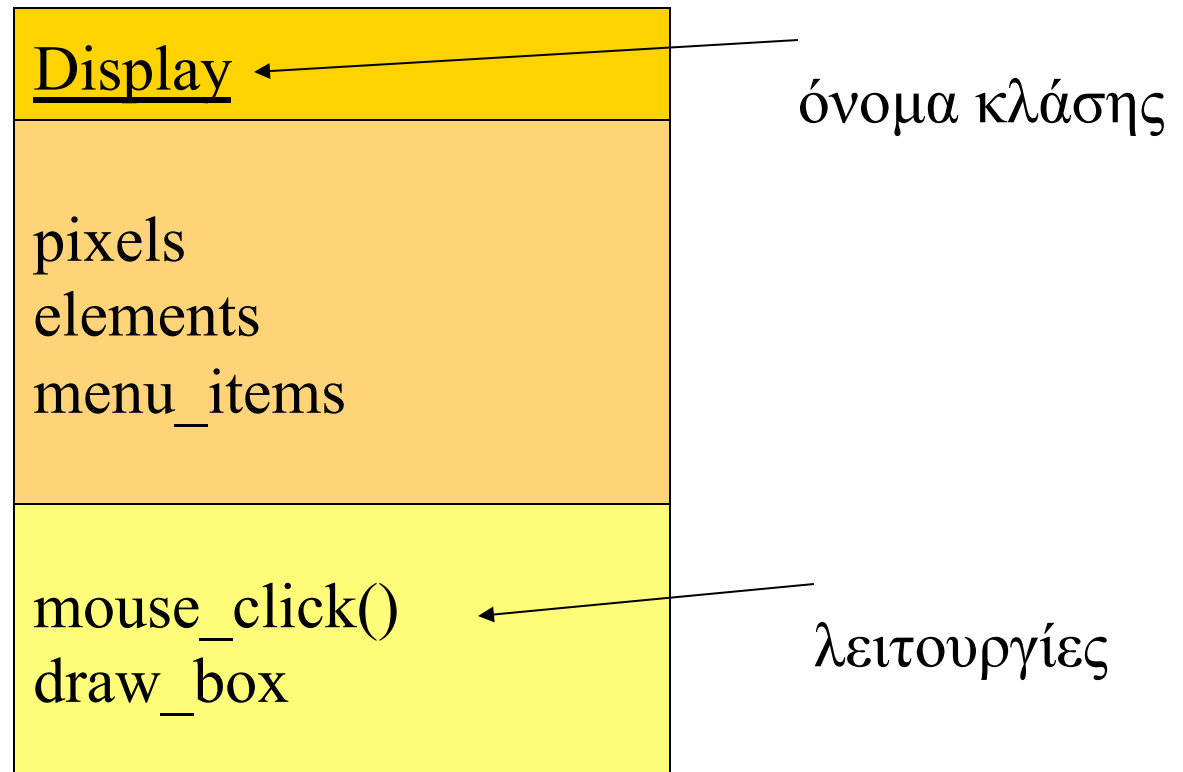 Display
όνομα κλάσης
pixels
elements
menu_items
mouse_click()
λειτουργίες
draw_box